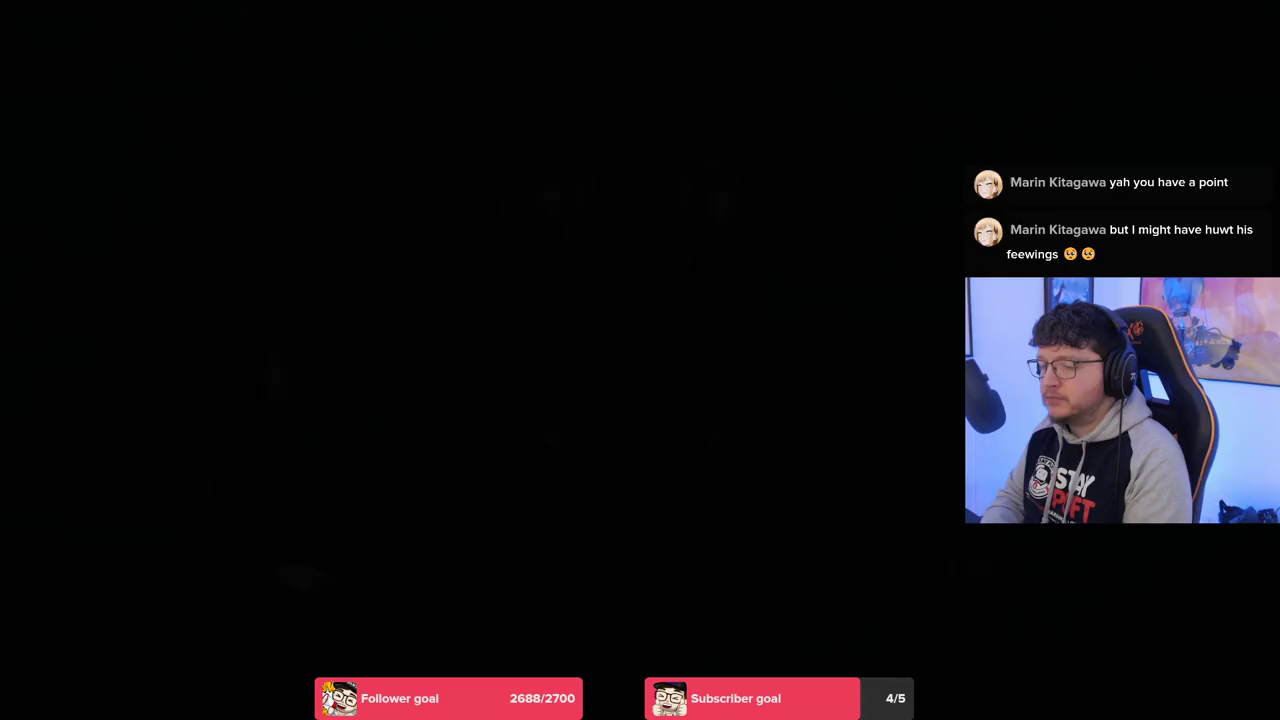 Marin Kitagawa yah you have a point
Marin Kitagawa but I might have huwt his
feewings 🥺 🥺
STAY
Follower goal 2688/2700
Subscriber goal 4/5